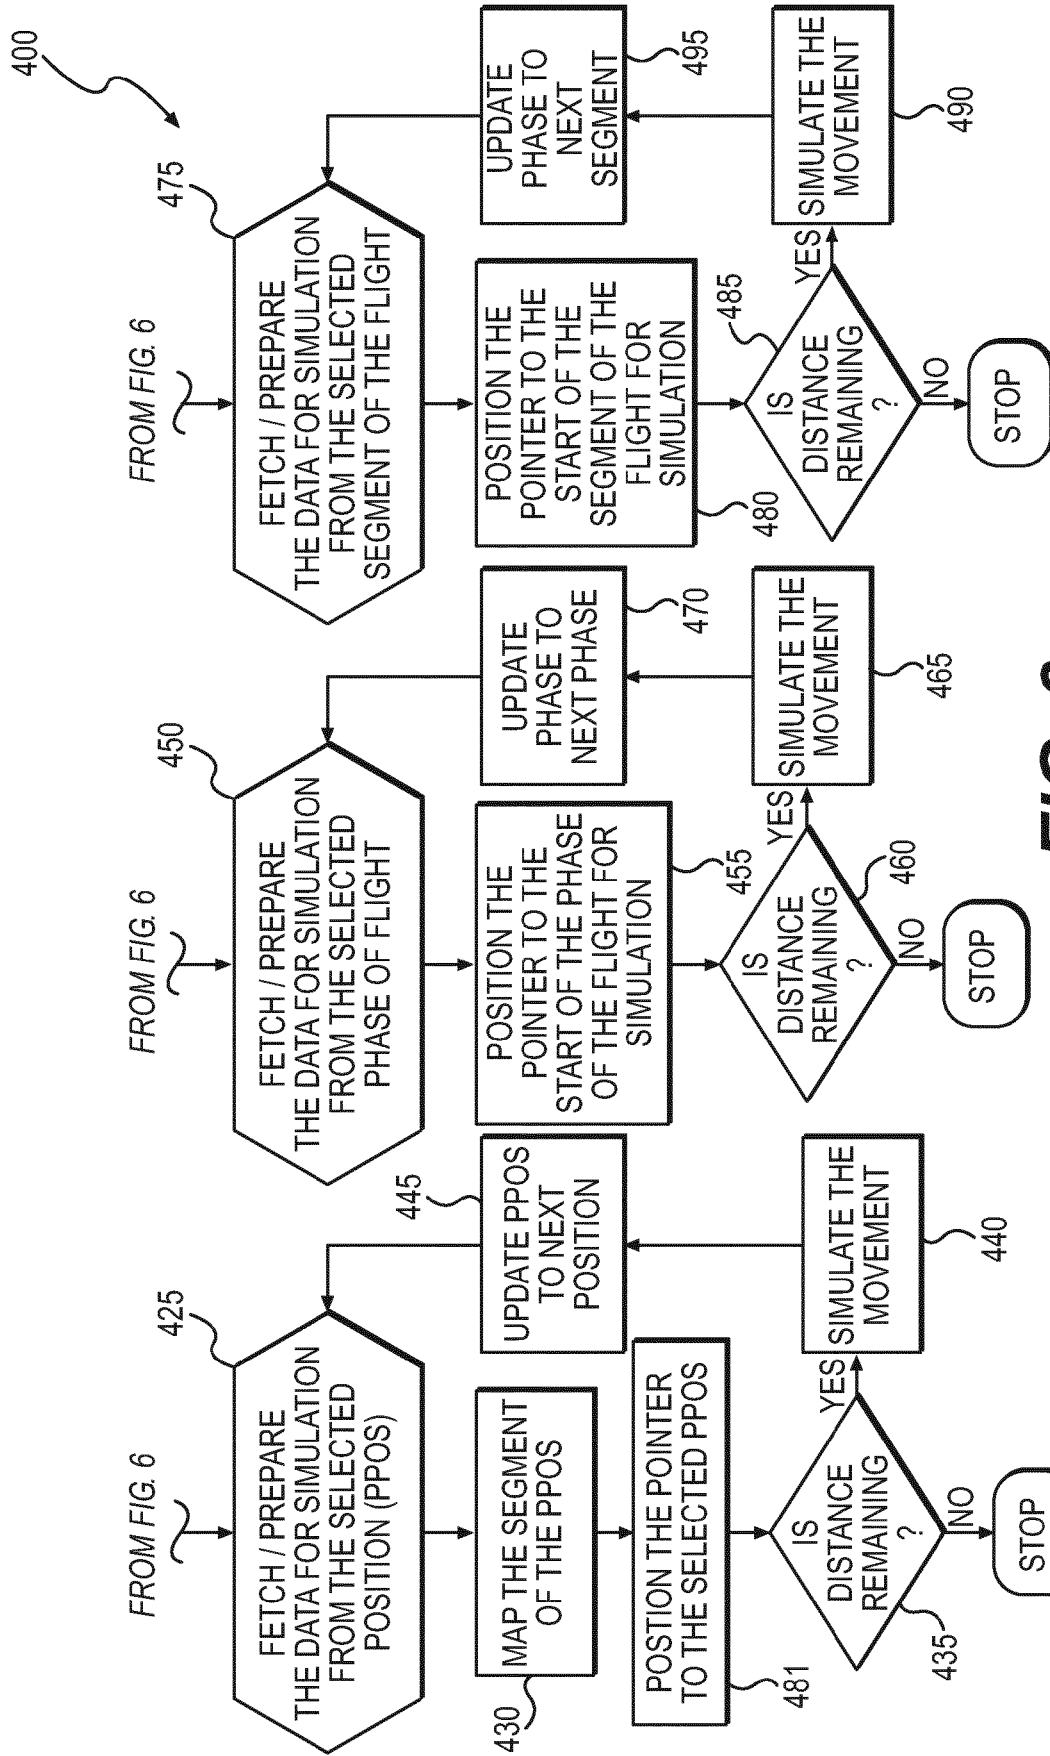 400
FROM FIG. 6
425
FETCH / PREPARE
THE DATA FOR SIMULATION
FROM THE SELECTED
POSITION (PPOS)
445
UPDATE PPOS
TO NEXT
POSITION
MAP THE SEGMENT
OF THE PPOS
430
POSTION THE POINTER
TO THE SELECTED PPOS
481
IS
DISTANCE
REMAINING
?
435
YES
SIMULATE THE
MOVEMENT
440
NO
STOP
FROM FIG. 6
450
FETCH / PREPARE
THE DATA FOR SIMULATION
FROM THE SELECTED
PHASE OF FLIGHT
UPDATE
PHASE TO
NEXT PHASE
470
POSITION THE
POINTER TO THE
START OF THE PHASE
OF THE FLIGHT FOR
SIMULATION
455
IS
DISTANCE
REMAINING
?
460
YES
SIMULATE THE
MOVEMENT
465
NO
STOP
FROM FIG. 6
475
FETCH / PREPARE
THE DATA FOR SIMULATION
FROM THE SELECTED
SEGMENT OF THE FLIGHT
UPDATE
PHASE TO
NEXT
SEGMENT
495
POSITION THE
POINTER TO THE
START OF THE
SEGMENT OF THE
FLIGHT FOR
SIMULATION
480
485
IS
DISTANCE
REMAINING
?
YES
SIMULATE THE
MOVEMENT
490
NO
STOP